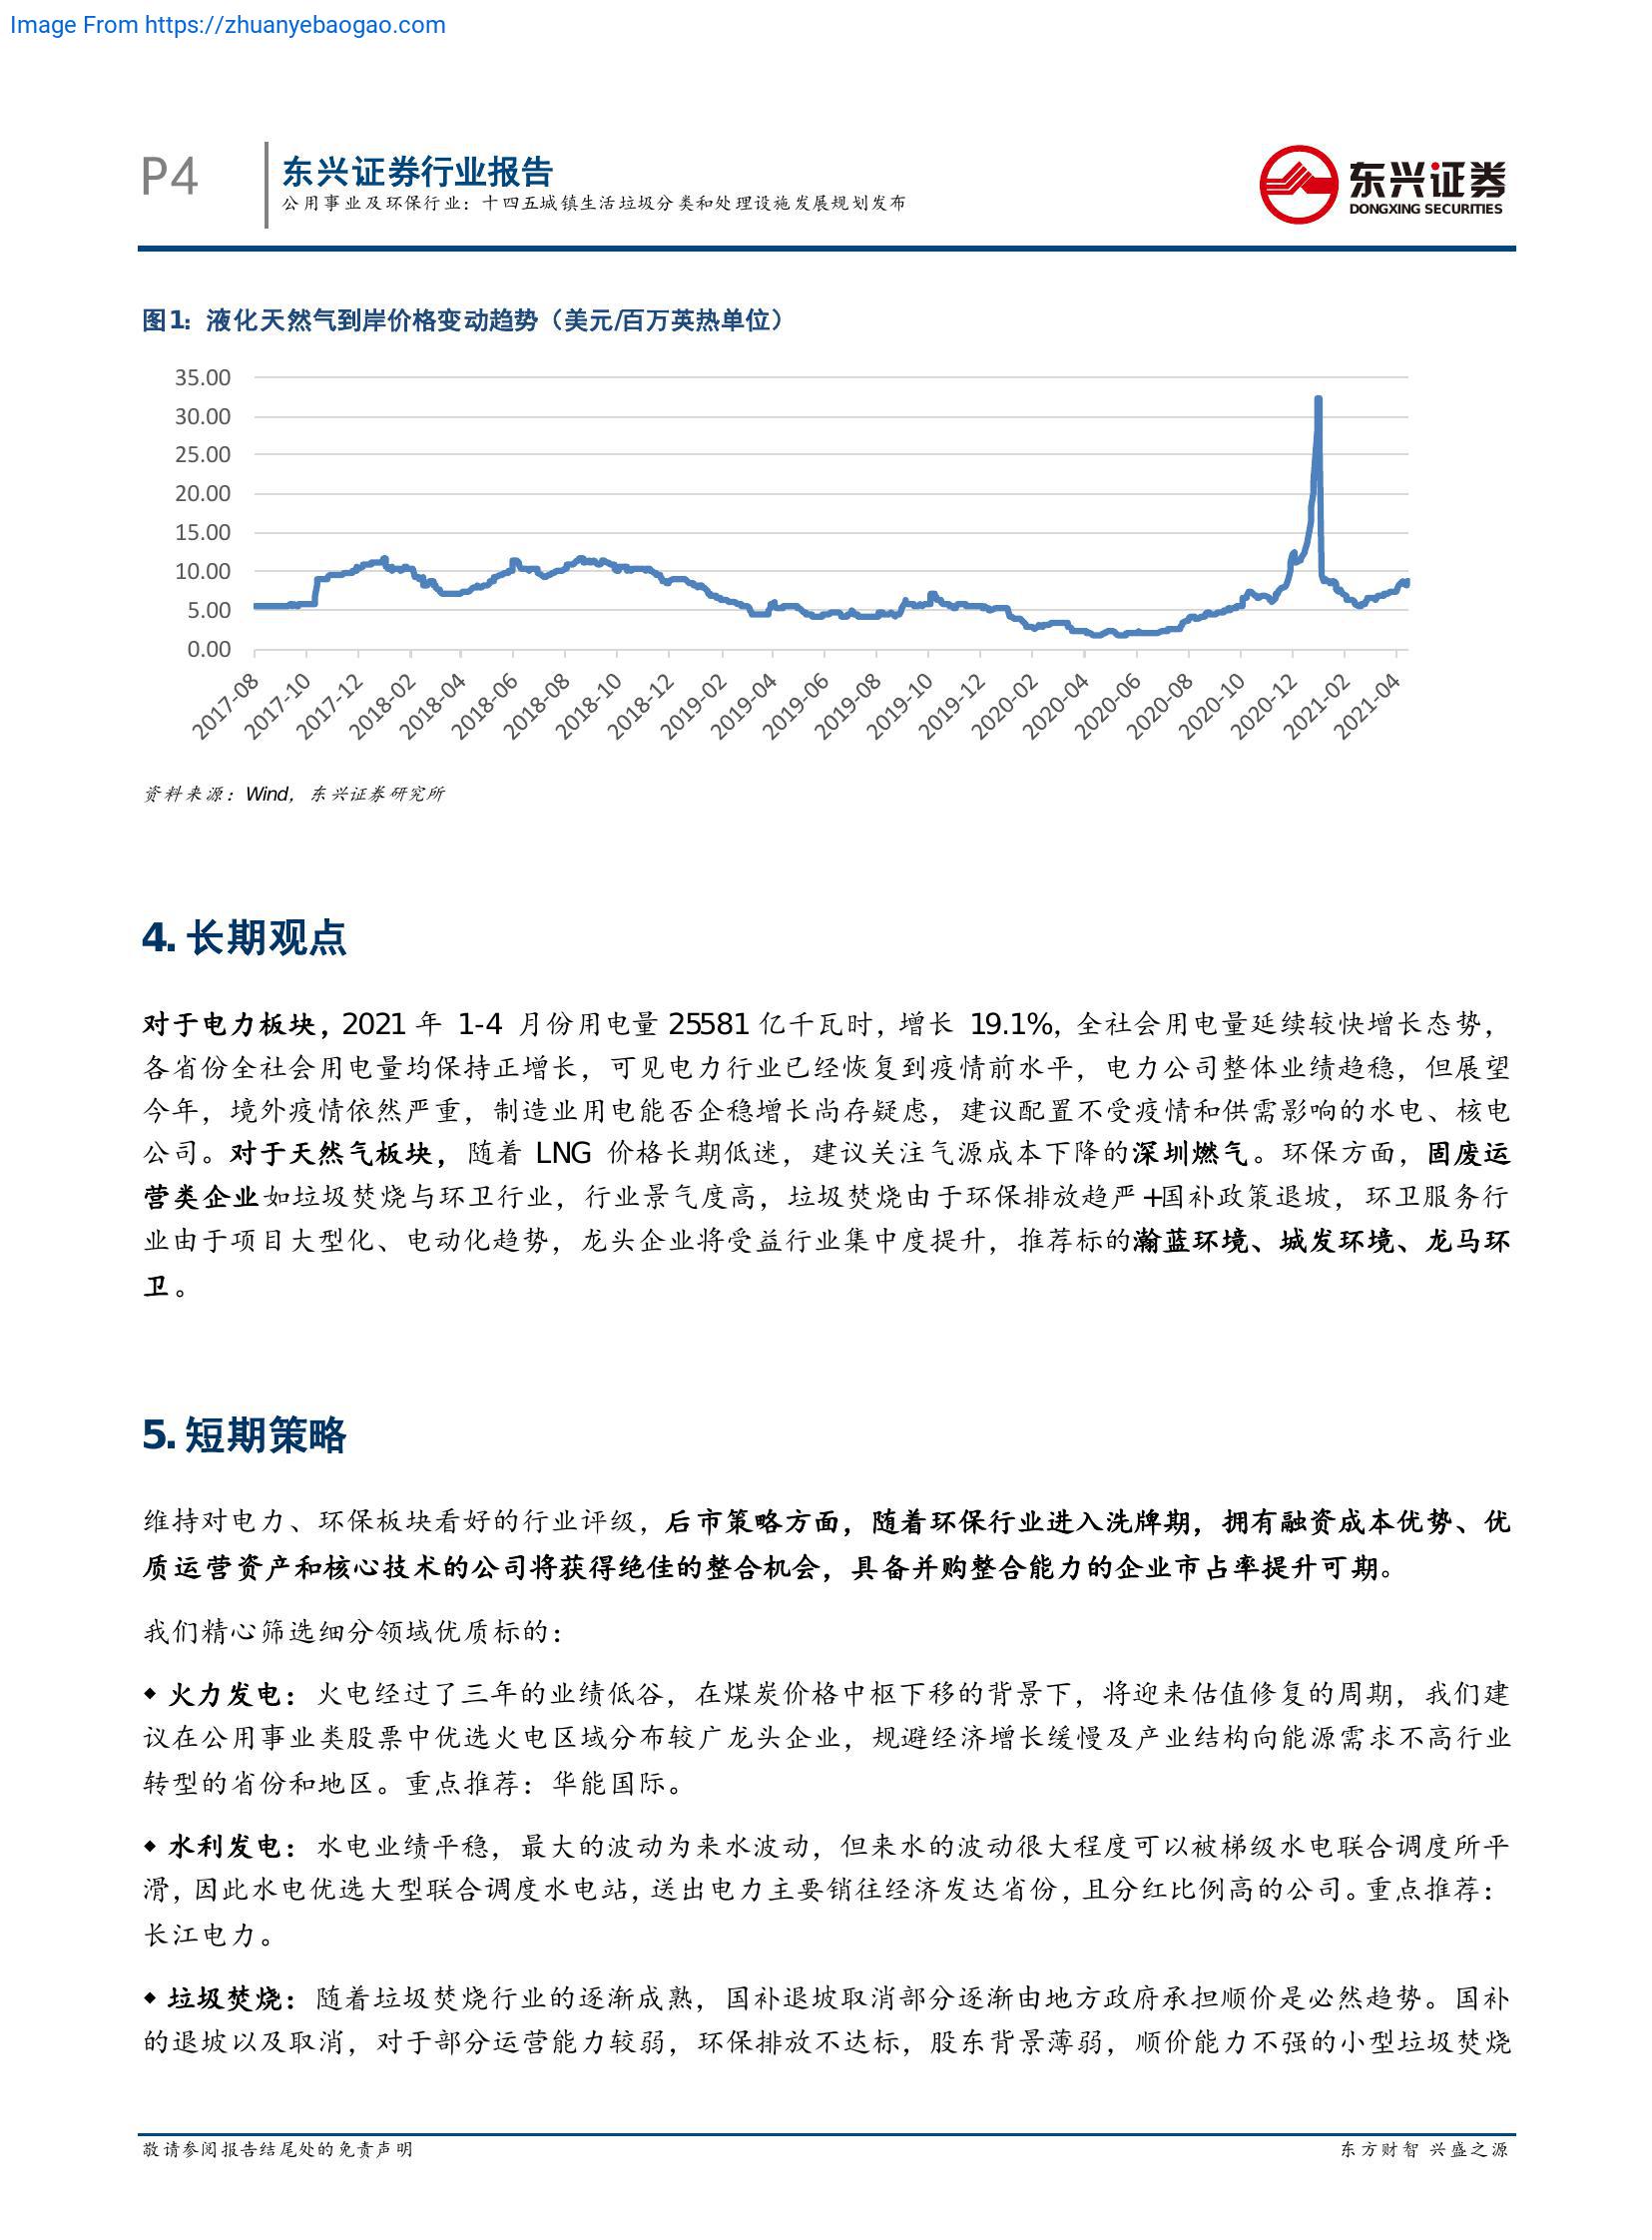 Image From https://zhuanyebaogao.com
P4
东兴证券行业报告
公用事业及环保行业：十四五城镇生活垃圾分类和处理设施发展规划发布
东兴证券
DONGXING SECURITIES
图1: 液化天然气到岸价格变动趋势（美元/百万英热单位）
35.00
30.00
25.00
20.00
15.00
10.00
5.00
0.00
2017-08
2017-10
2017-12
2018-02
2018-04
2018-06
2018-08
2018-10
2018-12
2019-02
2019-04
2019-06
2019-08
2019-10
2019-12
2020-02
2020-04
2020-06
2020-08
2020-10
2020-12
2021-02
2021-04
资料来源：Wind，东兴证券研究所
4. 长期观点
对于电力板块，2021 年 1-4 月份用电量 25581 亿千瓦时，增长 19.1%，全社会用电量延续较快增长态势，
各省份全社会用电量均保持正增长，可见电力行业已经恢复到疫情前水平，电力公司整体业绩趋稳，但展望
今年，境外疫情依然严重，制造业用电能否企稳增长尚存疑虑，建议配置不受疫情和供需影响的水电、核电
公司。对于天然气板块，随着 LNG 价格长期低迷，建议关注气源成本下降的深圳燃气。环保方面，固废运
营类企业如垃圾焚烧与环卫行业，行业景气度高，垃圾焚烧由于环保排放趋严+国补政策退坡，环卫服务行
业由于项目大型化、电动化趋势，龙头企业将受益行业集中度提升，推荐标的瀚蓝环境、城发环境、龙马环
卫。
5. 短期策略
维持对电力、环保板块看好的行业评级，后市策略方面，随着环保行业进入洗牌期，拥有融资成本优势、优
质运营资产和核心技术的公司将获得绝佳的整合机会，具备并购整合能力的企业市占率提升可期。
我们精心筛选细分领域优质标的：
◆ 火力发电：火电经过了三年的业绩低谷，在煤炭价格中枢下移的背景下，将迎来估值修复的周期，我们建
议在公用事业类股票中优选火电区域分布较广龙头企业，规避经济增长缓慢及产业结构向能源需求不高行业
转型的省份和地区。重点推荐：华能国际。
◆ 水利发电：水电业绩平稳，最大的波动为来水波动，但来水的波动很大程度可以被梯级水电联合调度所平
滑，因此水电优选大型联合调度水电站，送出电力主要销往经济发达省份，且分红比例高的公司。重点推荐：
长江电力。
◆ 垃圾焚烧：随着垃圾焚烧行业的逐渐成熟，国补退坡取消部分逐渐由地方政府承担顺价是必然趋势。国补
的退坡以及取消，对于部分运营能力较弱，环保排放不达标，股东背景薄弱，顺价能力不强的小型垃圾焚烧
敬请参阅报告结尾处的免责声明
东方财智 兴盛之源